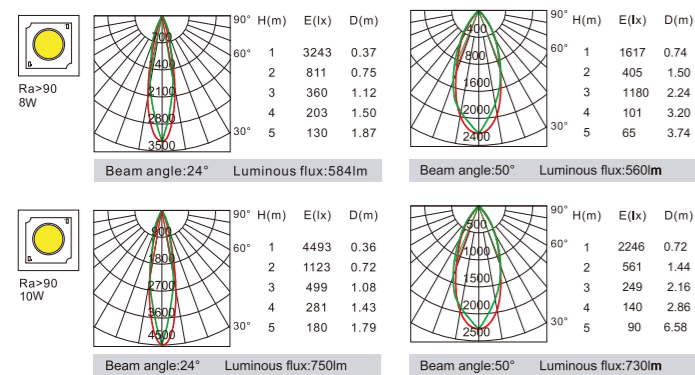 90° H(m) E(lx) D(m)
700
1400
2100
2800
3500
60°
30°
1 3243 0.37
2 811 0.75
3 360 1.12
4 203 1.50
5 130 1.87
Ra>90
8W
Beam angle:24° Luminous flux:584lm
90° H(m) E(lx) D(m)
400
800
1600
2000
2400
60°
30°
1 1617 0.74
2 405 1.50
3 1180 2.24
4 101 3.20
5 65 3.74
Beam angle:50° Luminous flux:560lm
90° H(m) E(lx) D(m)
900
1800
2700
3600
4500
60°
30°
1 4493 0.36
2 1123 0.72
3 499 1.08
4 281 1.43
5 180 1.79
Ra>90
10W
Beam angle:24° Luminous flux:750lm
90° H(m) E(lx) D(m)
500
1000
1500
2000
2500
60°
30°
1 2246 0.72
2 561 1.44
3 249 2.16
4 140 2.86
5 90 6.58
Beam angle:50° Luminous flux:730lm